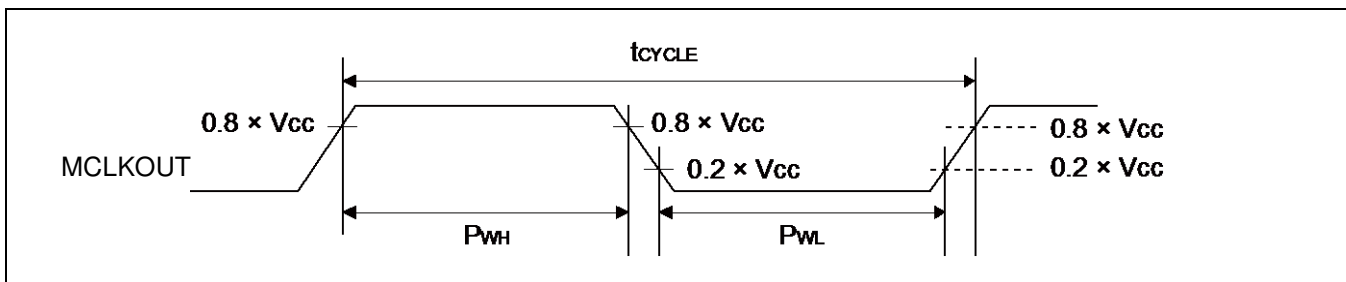 tCYCLE
0.8 × Vcc
0.8 × Vcc
0.8 × Vcc
MCLKOUT
0.2 × Vcc
0.2 × Vcc
PWH
PWL